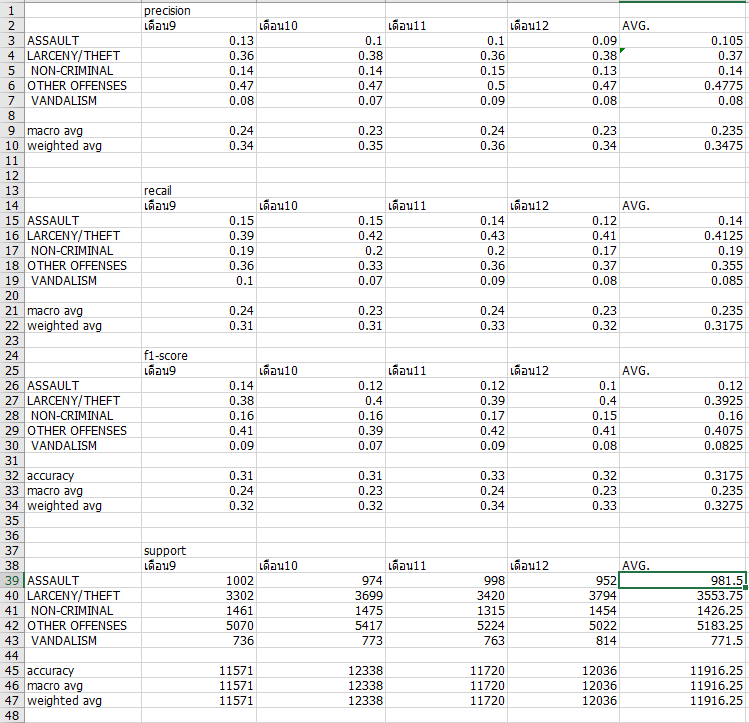 1 precision
2 เดือน9 เดือน10 เดือน11 เดือน12 AVG.
3 ASSAULT 0.13 0.1 0.1 0.09 0.105
4 LARCENY/THEFT 0.36 0.38 0.36 0.38 0.37
5 NON-CRIMINAL 0.14 0.14 0.15 0.13 0.14
6 OTHER OFFENSES 0.47 0.47 0.5 0.47 0.4775
7 VANDALISM 0.08 0.07 0.09 0.08 0.08
8
9 macro avg 0.24 0.23 0.24 0.23 0.235
10 weighted avg 0.34 0.35 0.36 0.34 0.3475
11
12
13 recail
14 เดือน9 เดือน10 เดือน11 เดือน12 AVG.
15 ASSAULT 0.15 0.15 0.14 0.12 0.14
16 LARCENY/THEFT 0.39 0.42 0.43 0.41 0.4125
17 NON-CRIMINAL 0.19 0.2 0.2 0.17 0.19
18 OTHER OFFENSES 0.36 0.33 0.36 0.37 0.355
19 VANDALISM 0.1 0.07 0.09 0.08 0.085
20
21 macro avg 0.24 0.23 0.24 0.23 0.235
22 weighted avg 0.31 0.31 0.33 0.32 0.3175
23
24 f1-score
25 เดือน9 เดือน10 เดือน11 เดือน12 AVG.
26 ASSAULT 0.14 0.12 0.12 0.1 0.12
27 LARCENY/THEFT 0.38 0.4 0.39 0.4 0.3925
28 NON-CRIMINAL 0.16 0.16 0.17 0.15 0.16
29 OTHER OFFENSES 0.41 0.39 0.42 0.41 0.4075
30 VANDALISM 0.09 0.07 0.09 0.08 0.0825
31
32 accuracy 0.31 0.31 0.33 0.32 0.3175
33 macro avg 0.24 0.23 0.24 0.23 0.235
34 weighted avg 0.32 0.32 0.34 0.33 0.3275
35
36
37 support
38 เดือน9 เดือน10 เดือน11 เดือน12 AVG.
39 ASSAULT 1002 974 998 952 981.5
40 LARCENY/THEFT 3302 3699 3420 3794 3553.75
41 NON-CRIMINAL 1461 1475 1315 1454 1426.25
42 OTHER OFFENSES 5070 5417 5224 5022 5183.25
43 VANDALISM 736 773 763 814 771.5
44
45 accuracy 11571 12338 11720 12036 11916.25
46 macro avg 11571 12338 11720 12036 11916.25
47 weighted avg 11571 12338 11720 12036 11916.25
48